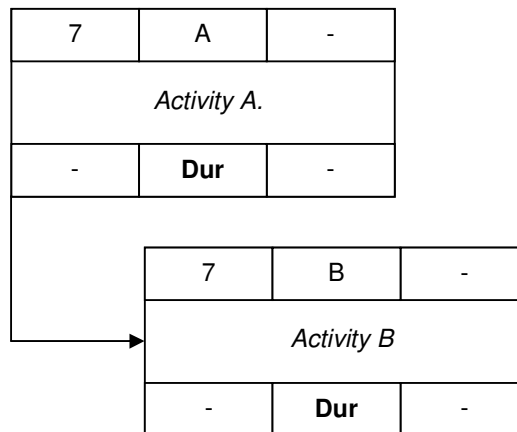 7 A -
Activity A.
- Dur -
7 B -
Activity B
- Dur -